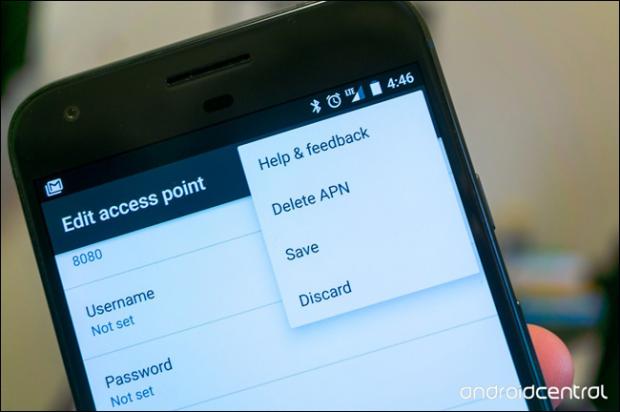 LTE 4:46
Edit access point
Help & feedback
Delete APN
Save
Discard
8080
Username
Not set
Password
Not set
androidcentral